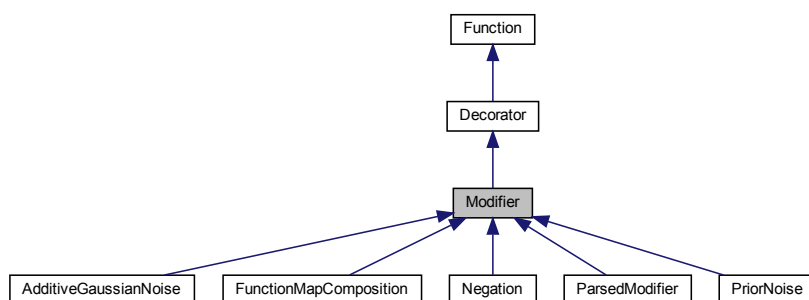 Function
Decorator
Modifier
AdditiveGaussianNoise
FunctionMapComposition
Negation
ParsedModifier
PriorNoise